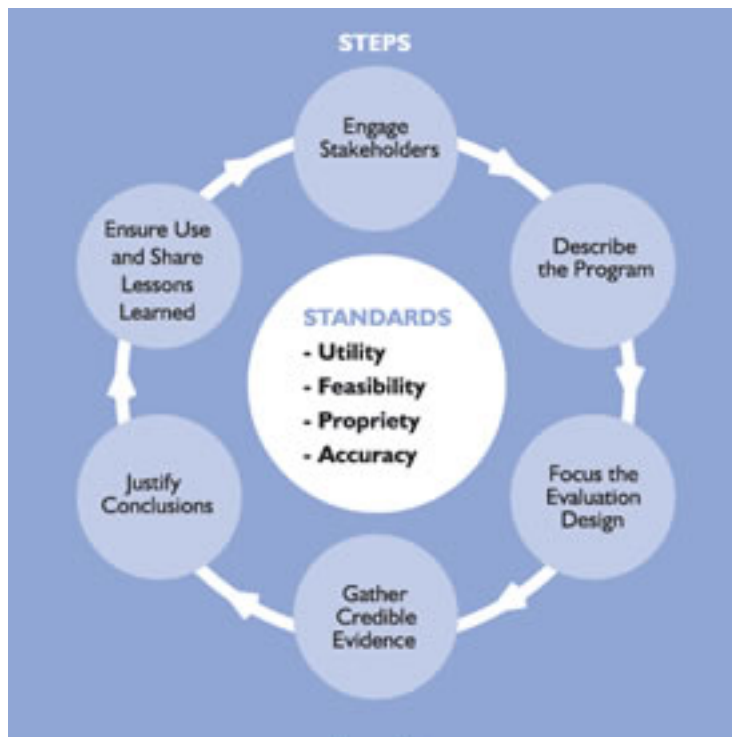 STEPS
Engage
Stakeholders
Describe
the Program
Focus the
Evaluation
Design
Gather
Credible
Evidence
Justify
Conclusions
Ensure Use
and Share
Lessons
Learned
STANDARDS
- Utility
- Feasibility
- Propriety
- Accuracy